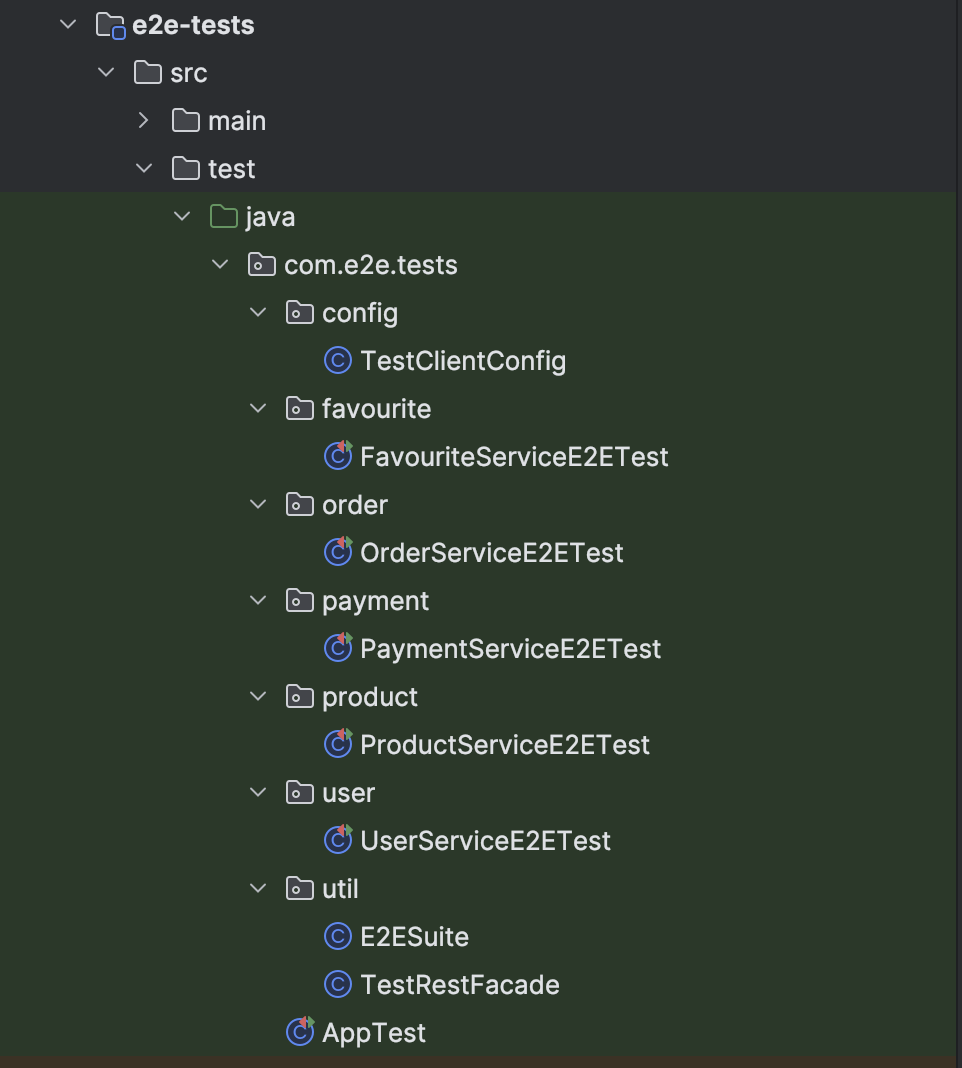 e2e-tests
src
main
test
java
com.e2e.tests
config
TestClientConfig
favourite
FavouriteServiceE2ETest
order
OrderServiceE2ETest
payment
PaymentServiceE2ETest
product
ProductServiceE2ETest
user
UserServiceE2ETest
util
E2ESuite
TestRestFacade
AppTest